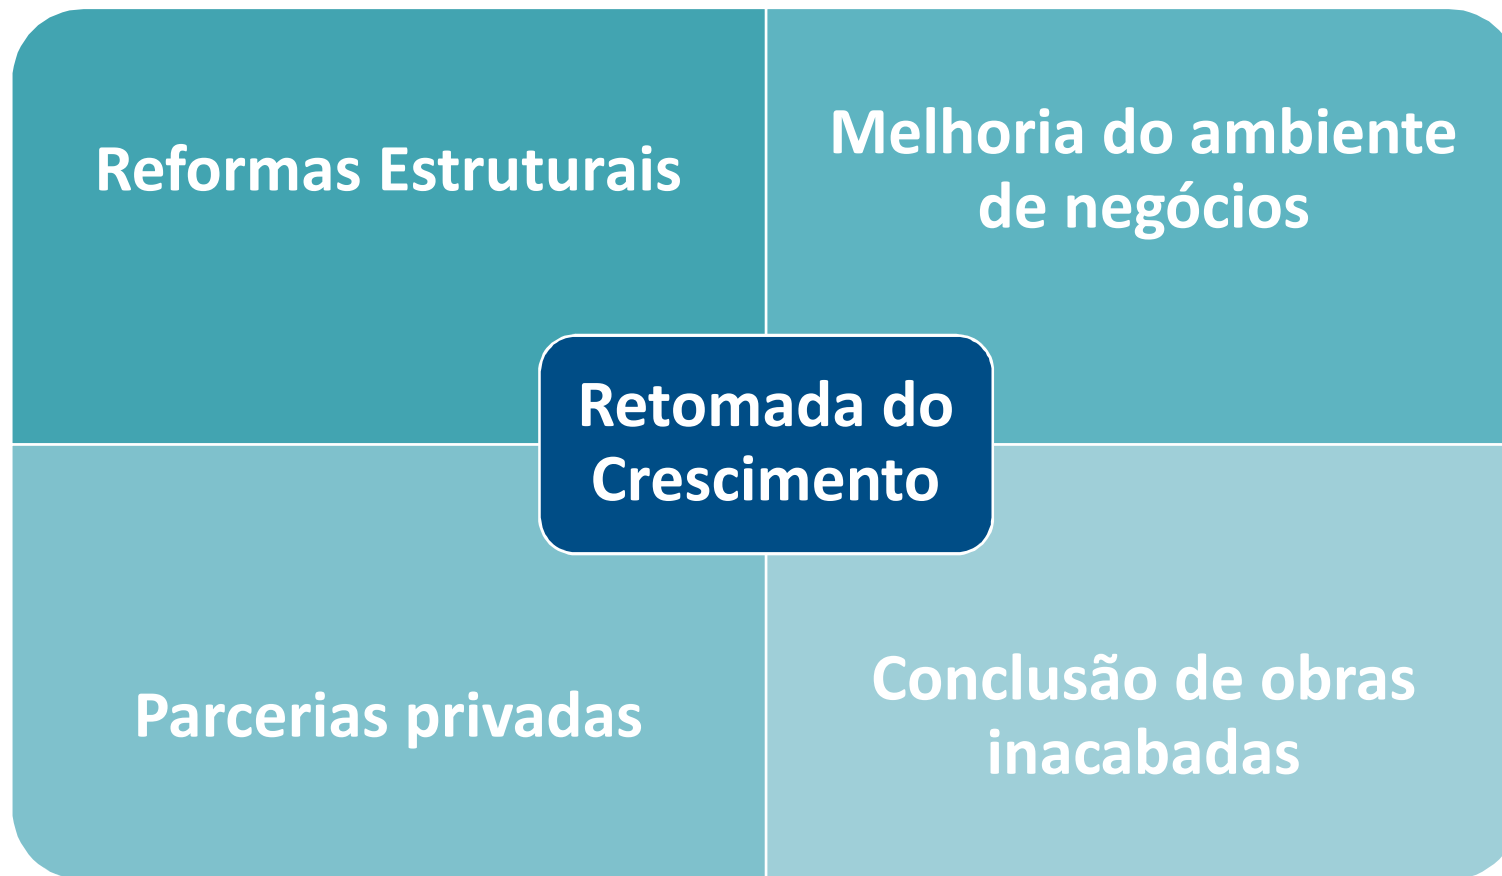 Reformas Estruturais
Melhoria do ambiente
de negócios
Retomada do
Crescimento
Parcerias privadas
Conclusão de obras
inacabadas